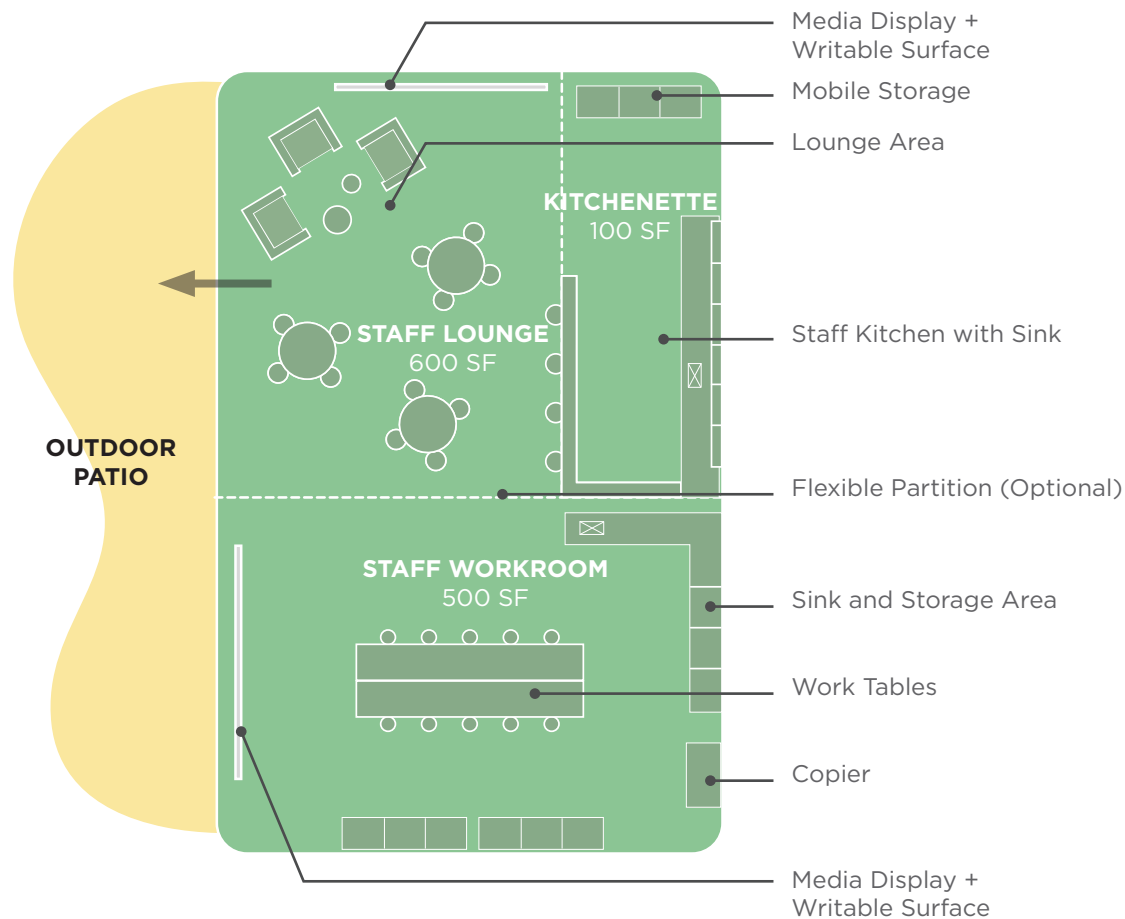 Media Display +
Writable Surface
Mobile Storage
Lounge Area
KITCHENETTE
100 SF
STAFF LOUNGE
600 SF
Staff Kitchen with Sink
OUTDOOR
PATIO
Flexible Partition (Optional)
STAFF WORKROOM
500 SF
Sink and Storage Area
Work Tables
Copier
Media Display +
Writable Surface